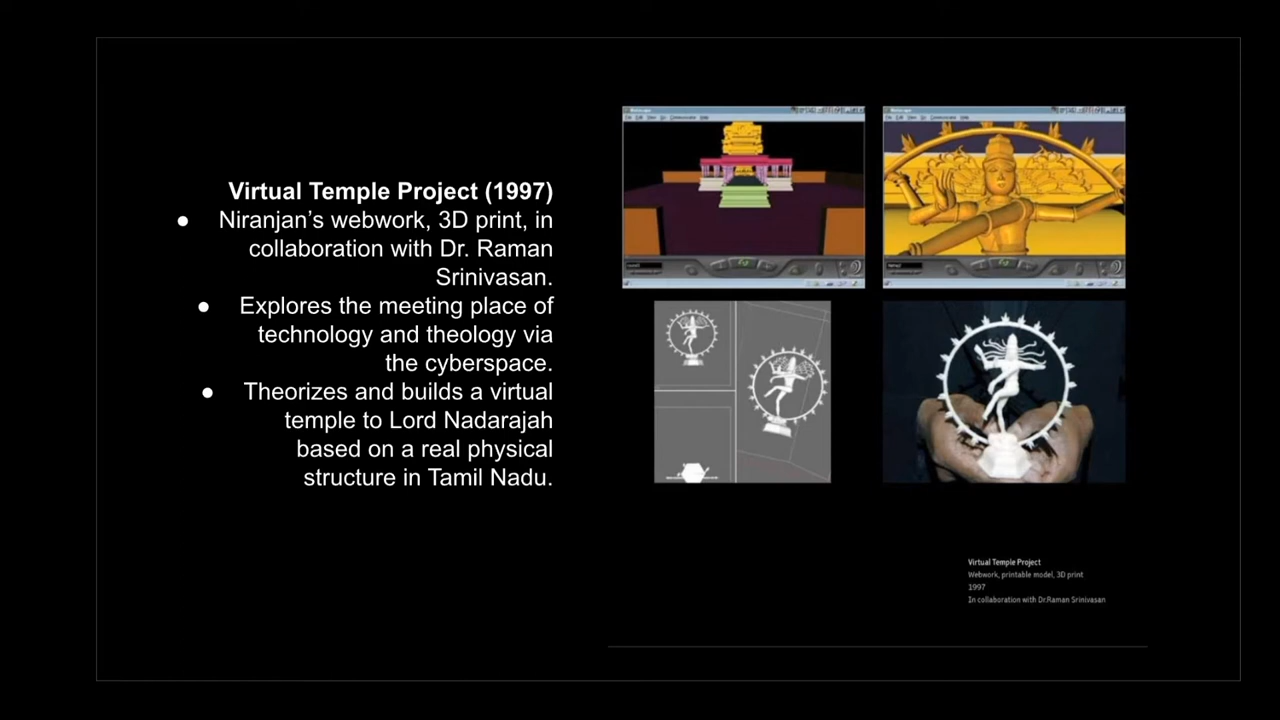 Virtual Temple Project (1997)
● Niranjan’s webwork, 3D print, in
collaboration with Dr. Raman
Srinivasan.
● Explores the meeting place of
technology and theology via
the cyberspace.
● Theorizes and builds a virtual
temple to Lord Nadarajah
based on a real physical
structure in Tamil Nadu.
Virtual Temple Project
Webwork, printable model, 3D print
1997
In collaboration with Dr.Raman Srinivasan